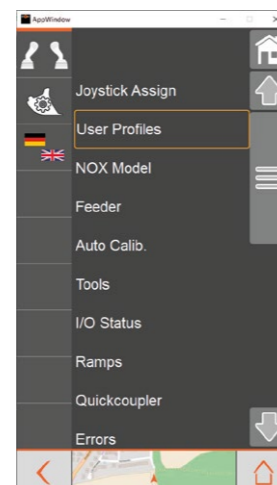 AppWindow
Joystick Assign
User Profiles
NOX Model
Feeder
Auto Calib.
Tools
I/O Status
Ramps
Quickcoupler
Errors